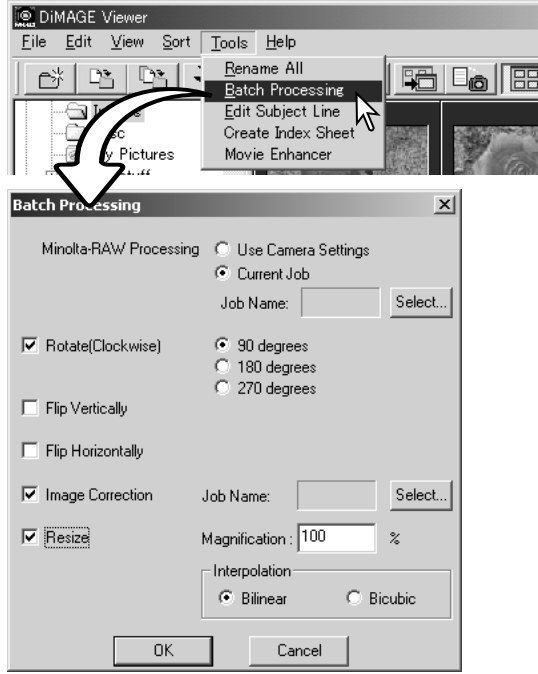 DiMAGE Viewer
File Edit View Sort Tools Help
Rename All
Batch Processing
Edit Subject Line
Create Index Sheet
Movie Enhancer
Pictures
Batch Processing
Minolta-RAW Processing Use Camera Settings
Current Job
Job Name: Select...
Rotate(Clockwise) 90 degrees
180 degrees
270 degrees
Flip Vertically
Flip Horizontally
Image Correction Job Name: Select...
Resize Magnification : 100 %
Interpolation
Bilinear Bicubic
OK Cancel